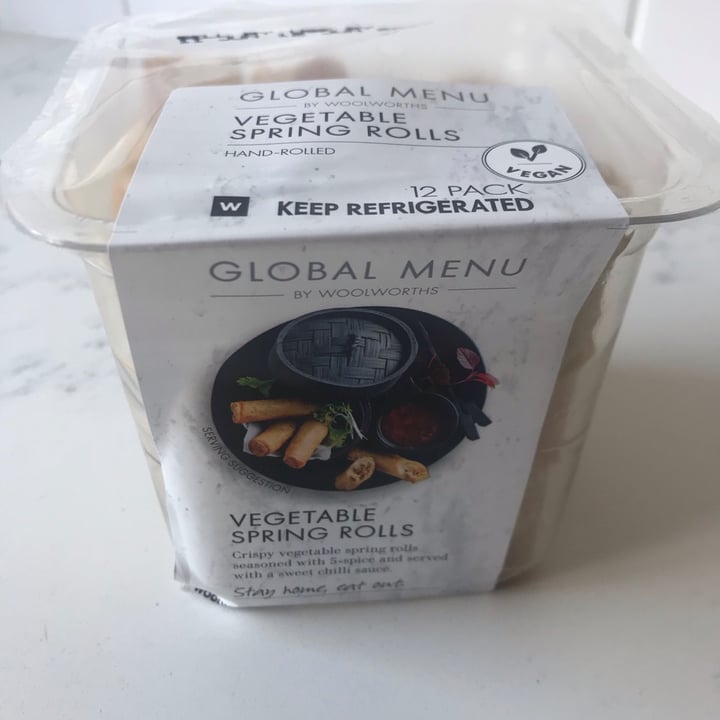 GLOBAL MENU
BY WOOLWORTHS
VEGETABLE
SPRING ROLLS
HAND-ROLLED
VEGAN
12 PACK
W KEEP REFRIGERATED
GLOBAL MENU
BY WOOLWORTHS
SERVING SUGGESTION
VEGETABLE
SPRING ROLLS
Crispy vegetable spring rolls
seasoned with 5-spice and served
with a sweet chilli sauce.
Stay home, eat out.